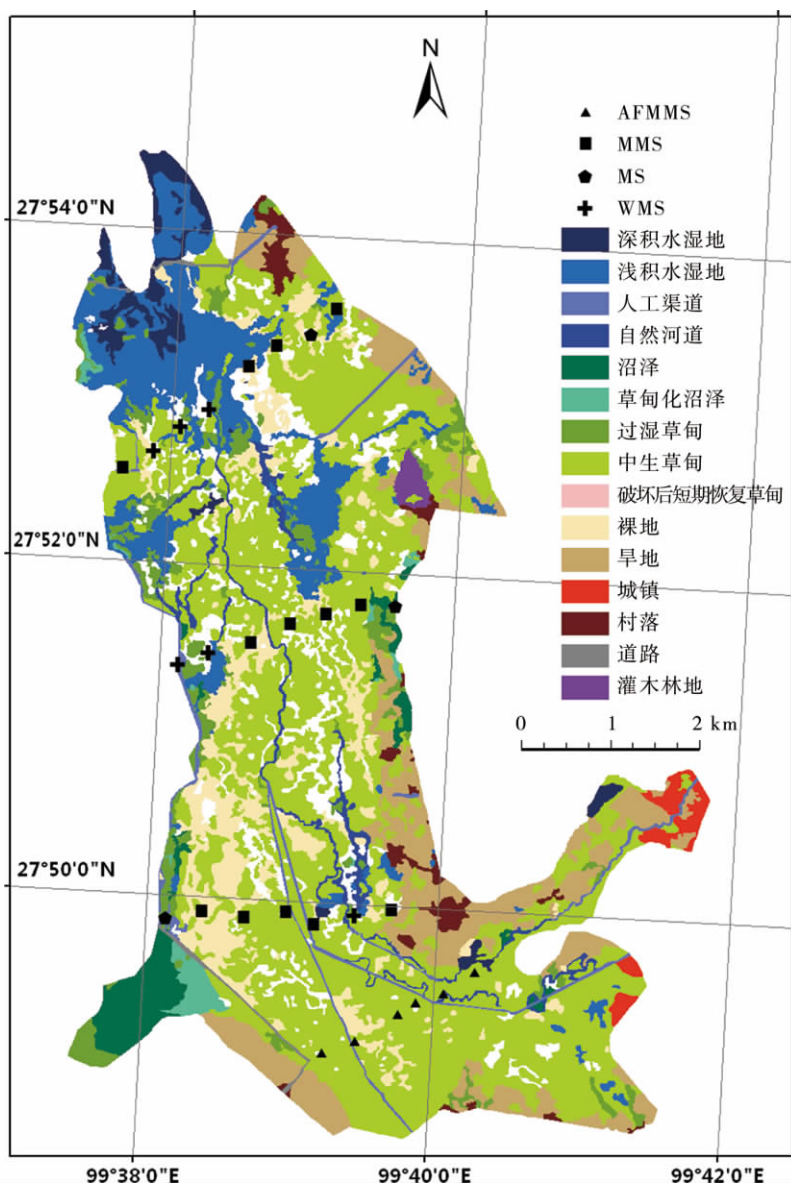 N
AFMMS
MMS
MS
WMS
深积水湿地
浅积水湿地
人工渠道
自然河道
沼泽
草甸化沼泽
过湿草甸
中生草甸
破坏后短期恢复草甸
裸地
旱地
城镇
村落
道路
灌木林地
0 1 2 km
27°54'0"N
27°52'0"N
27°50'0"N
99°38'0"E 99°40'0"E 99°42'0"E